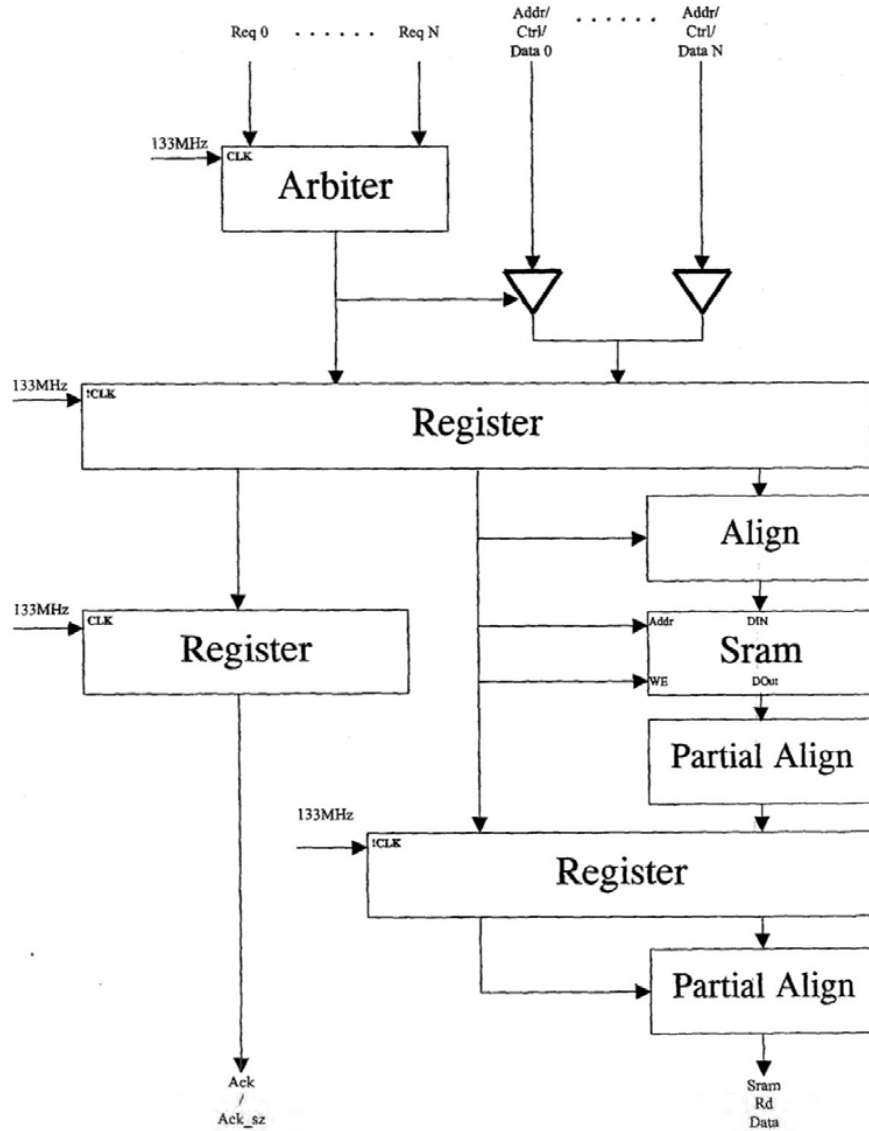 Req 0 . . . . . . Req N
Addr/
Ctrl/
Data 0
. . . . . .
Addr/
Ctrl/
Data N
133MHz
CLK
Arbiter
133MHz
!CLK
Register
Align
133MHz
CLK
Register
Addr
DIN
Sram
WE
DOut
Partial Align
133MHz
!CLK
Register
Partial Align
Ack
/
Ack_sz
Sram
Rd
Data